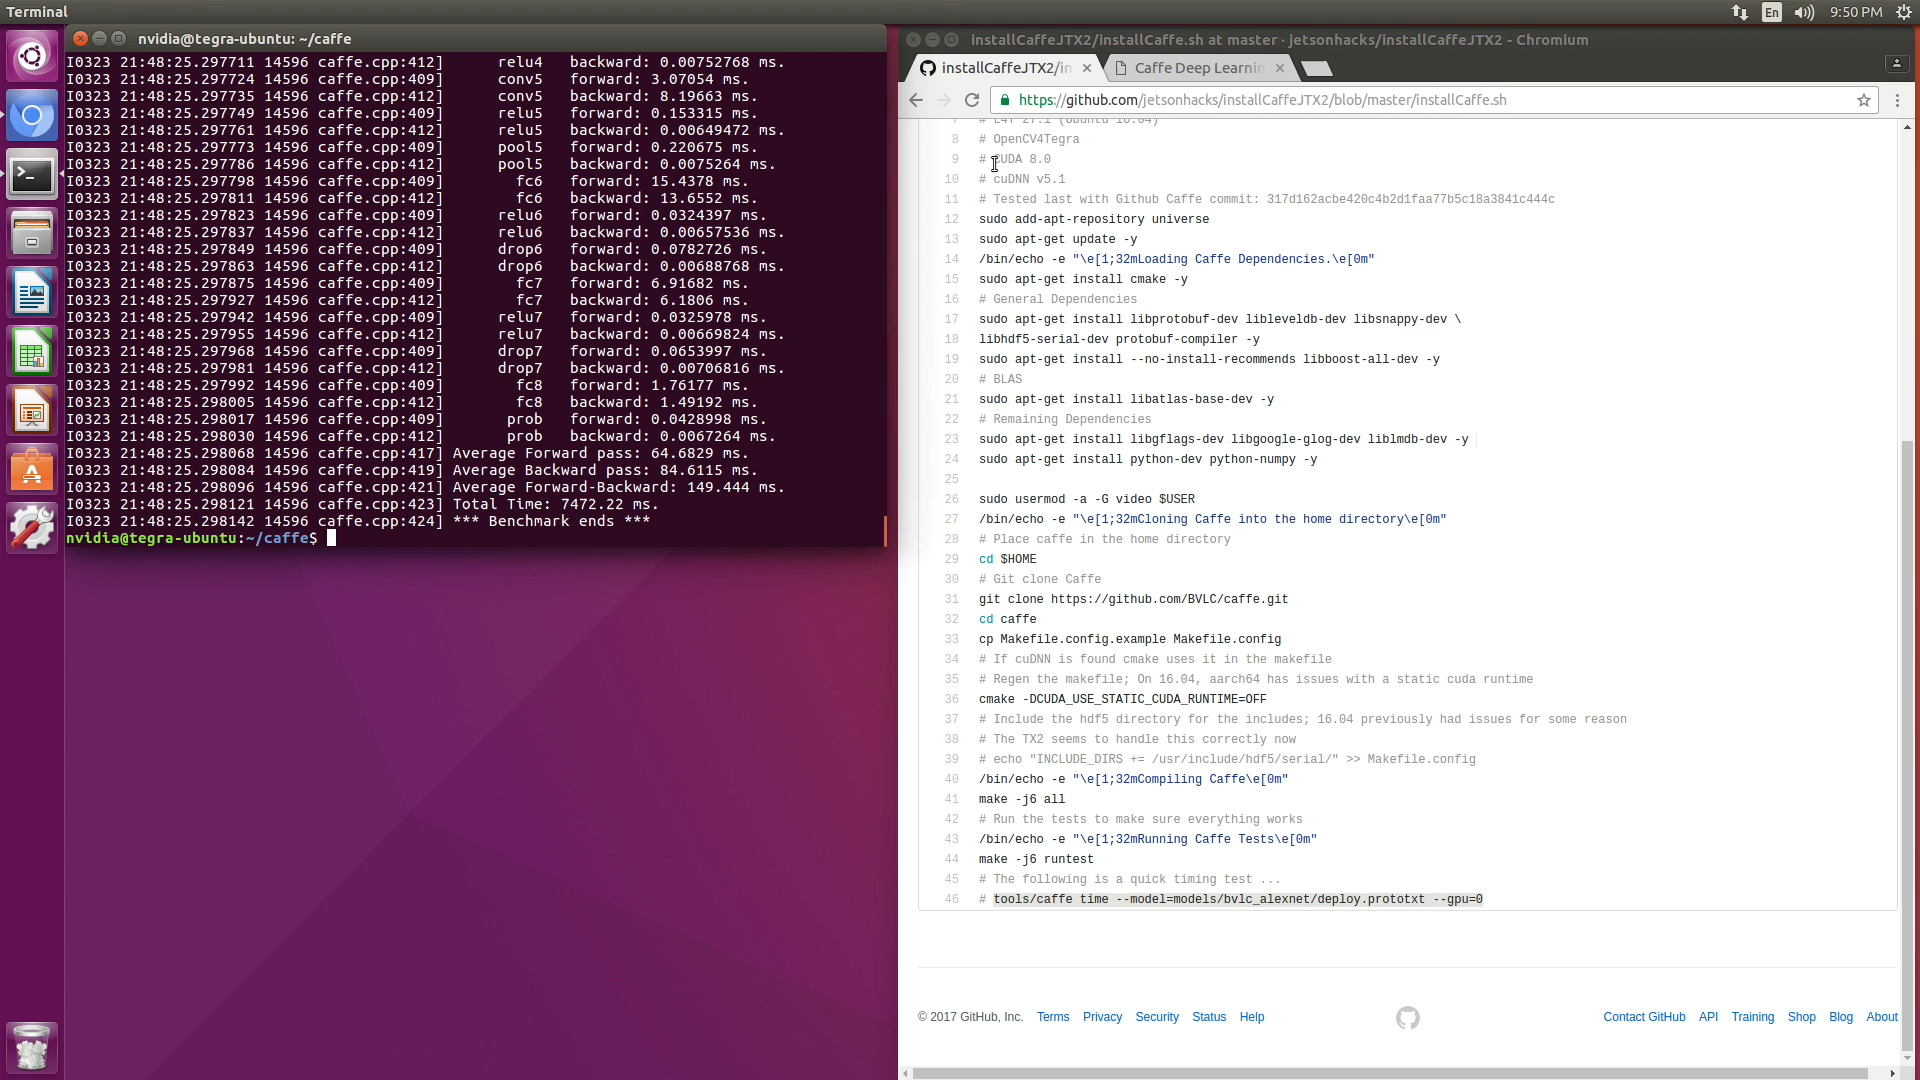 Terminal
En
9:50 PM
nvidia@tegra-ubuntu: ~/caffe
I0323 21:48:25.297711 14596 caffe.cpp:412] relu4 backward: 0.00752768 ms.
I0323 21:48:25.297724 14596 caffe.cpp:409] conv5 forward: 3.07054 ms.
I0323 21:48:25.297735 14596 caffe.cpp:412] conv5 backward: 8.19663 ms.
I0323 21:48:25.297749 14596 caffe.cpp:409] relu5 forward: 0.153315 ms.
I0323 21:48:25.297761 14596 caffe.cpp:412] relu5 backward: 0.00649472 ms.
I0323 21:48:25.297773 14596 caffe.cpp:409] pool5 forward: 0.220675 ms.
I0323 21:48:25.297786 14596 caffe.cpp:412] pool5 backward: 0.0075264 ms.
I0323 21:48:25.297798 14596 caffe.cpp:409] fc6 forward: 15.4378 ms.
I0323 21:48:25.297811 14596 caffe.cpp:412] fc6 backward: 13.6552 ms.
I0323 21:48:25.297823 14596 caffe.cpp:409] relu6 forward: 0.0324397 ms.
I0323 21:48:25.297837 14596 caffe.cpp:412] relu6 backward: 0.00657536 ms.
I0323 21:48:25.297849 14596 caffe.cpp:409] drop6 forward: 0.0782726 ms.
I0323 21:48:25.297863 14596 caffe.cpp:412] drop6 backward: 0.00688768 ms.
I0323 21:48:25.297875 14596 caffe.cpp:409] fc7 forward: 6.91682 ms.
I0323 21:48:25.297927 14596 caffe.cpp:412] fc7 backward: 6.1806 ms.
I0323 21:48:25.297942 14596 caffe.cpp:409] relu7 forward: 0.0325978 ms.
I0323 21:48:25.297955 14596 caffe.cpp:412] relu7 backward: 0.00669824 ms.
I0323 21:48:25.297968 14596 caffe.cpp:409] drop7 forward: 0.0653997 ms.
I0323 21:48:25.297981 14596 caffe.cpp:412] drop7 backward: 0.00706816 ms.
I0323 21:48:25.297992 14596 caffe.cpp:409] fc8 forward: 1.76177 ms.
I0323 21:48:25.298005 14596 caffe.cpp:412] fc8 backward: 1.49192 ms.
I0323 21:48:25.298017 14596 caffe.cpp:409] prob forward: 0.0428998 ms.
I0323 21:48:25.298030 14596 caffe.cpp:412] prob backward: 0.0067264 ms.
I0323 21:48:25.298068 14596 caffe.cpp:417] Average Forward pass: 64.6829 ms.
I0323 21:48:25.298084 14596 caffe.cpp:419] Average Backward pass: 84.6115 ms.
I0323 21:48:25.298096 14596 caffe.cpp:421] Average Forward-Backward: 149.444 ms.
I0323 21:48:25.298121 14596 caffe.cpp:423] Total Time: 7472.22 ms.
I0323 21:48:25.298142 14596 caffe.cpp:424] *** Benchmark ends ***
nvidia@tegra-ubuntu:~/caffe$
installCaffeJTX2/installCaffe.sh at master · jetsonhacks/installCaffeJTX2 - Chromium
installCaffeJTX2/in
Caffe Deep Learnin
https://github.com/jetsonhacks/installCaffeJTX2/blob/master/installCaffe.sh
7 # L4T 27.1 (Ubuntu 16.04)
8 # OpenCV4Tegra
9 # CUDA 8.0
10 # cuDNN v5.1
11 # Tested last with Github Caffe commit: 317d162acbe420c4b2d1faa77b5c18a3841c444c
12 sudo add-apt-repository universe
13 sudo apt-get update -y
14 /bin/echo -e "\e[1;32mLoading Caffe Dependencies.\e[0m"
15 sudo apt-get install cmake -y
16 # General Dependencies
17 sudo apt-get install libprotobuf-dev libleveldb-dev libsnappy-dev \
18 libhdf5-serial-dev protobuf-compiler -y
19 sudo apt-get install --no-install-recommends libboost-all-dev -y
20 # BLAS
21 sudo apt-get install libatlas-base-dev -y
22 # Remaining Dependencies
23 sudo apt-get install libgflags-dev libgoogle-glog-dev liblmdb-dev -y
24 sudo apt-get install python-dev python-numpy -y
25
26 sudo usermod -a -G video $USER
27 /bin/echo -e "\e[1;32mCloning Caffe into the home directory\e[0m"
28 # Place caffe in the home directory
29 cd $HOME
30 # Git clone Caffe
31 git clone https://github.com/BVLC/caffe.git
32 cd caffe
33 cp Makefile.config.example Makefile.config
34 # If cuDNN is found cmake uses it in the makefile
35 # Regen the makefile; On 16.04, aarch64 has issues with a static cuda runtime
36 cmake -DCUDA_USE_STATIC_CUDA_RUNTIME=OFF
37 # Include the hdf5 directory for the includes; 16.04 previously had issues for some reason
38 # The TX2 seems to handle this correctly now
39 # echo "INCLUDE_DIRS += /usr/include/hdf5/serial/" >> Makefile.config
40 /bin/echo -e "\e[1;32mCompiling Caffe\e[0m"
41 make -j6 all
42 # Run the tests to make sure everything works
43 /bin/echo -e "\e[1;32mRunning Caffe Tests\e[0m"
44 make -j6 runtest
45 # The following is a quick timing test ...
46 # tools/caffe time --model=models/bvlc_alexnet/deploy.prototxt --gpu=0
© 2017 GitHub, Inc. Terms Privacy Security Status Help
Contact GitHub API Training Shop Blog About